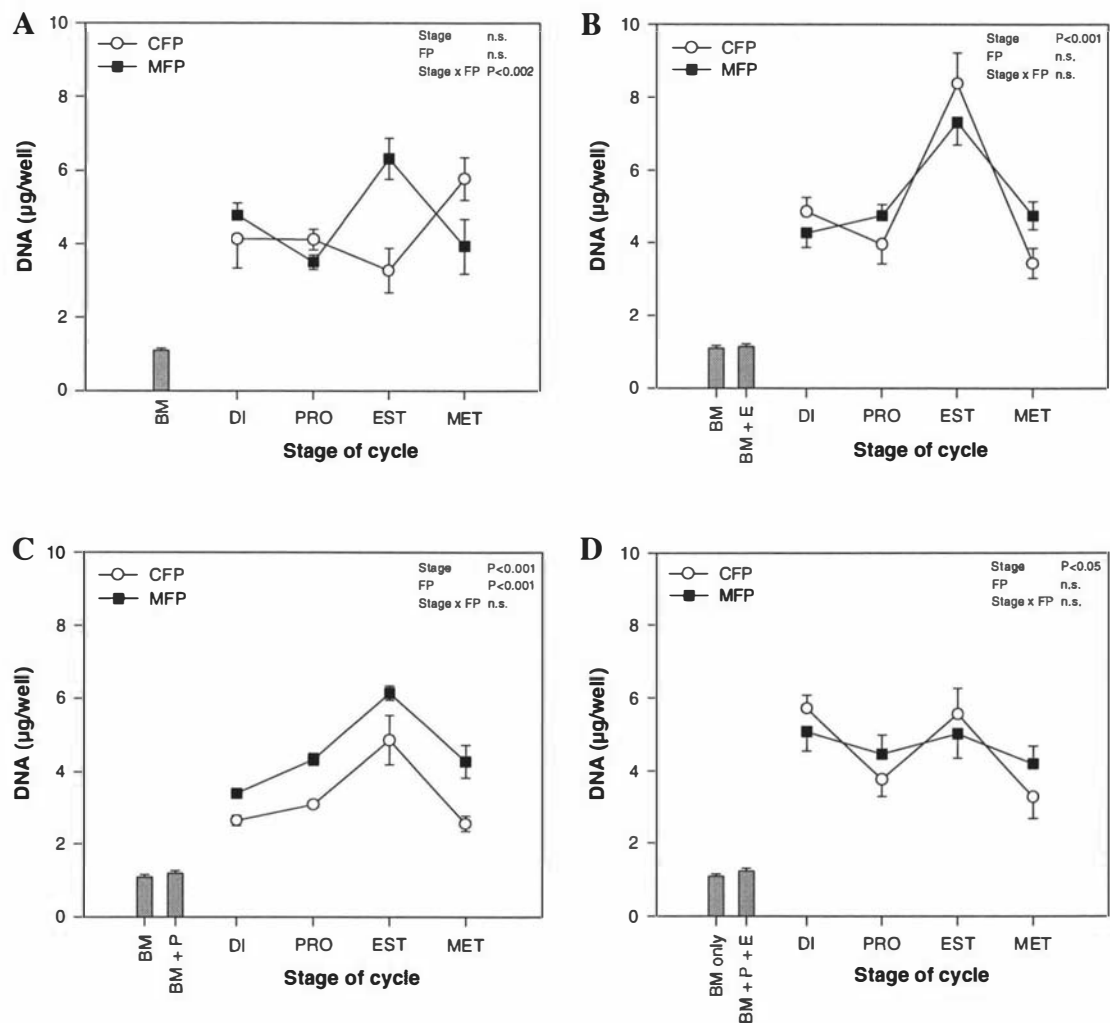 A
10
8
6
4
2
0
DNA (µg/well)
CFP
MFP
Stage n.s.
FP n.s.
Stage x FP P<0.002
BM
DI PRO EST MET
Stage of cycle
B
10
8
6
4
2
0
DNA (µg/well)
CFP
MFP
Stage P<0.001
FP n.s.
Stage x FP n.s.
BM
BM + E
DI PRO EST MET
Stage of cycle
C
10
8
6
4
2
0
DNA (µg/well)
CFP
MFP
Stage P<0.001
FP P<0.001
Stage x FP n.s.
BM
BM + P
DI PRO EST MET
Stage of cycle
D
10
8
6
4
2
0
DNA (µg/well)
CFP
MFP
Stage P<0.05
FP n.s.
Stage x FP n.s.
BM only
BM + P + E
DI PRO EST MET
Stage of cycle